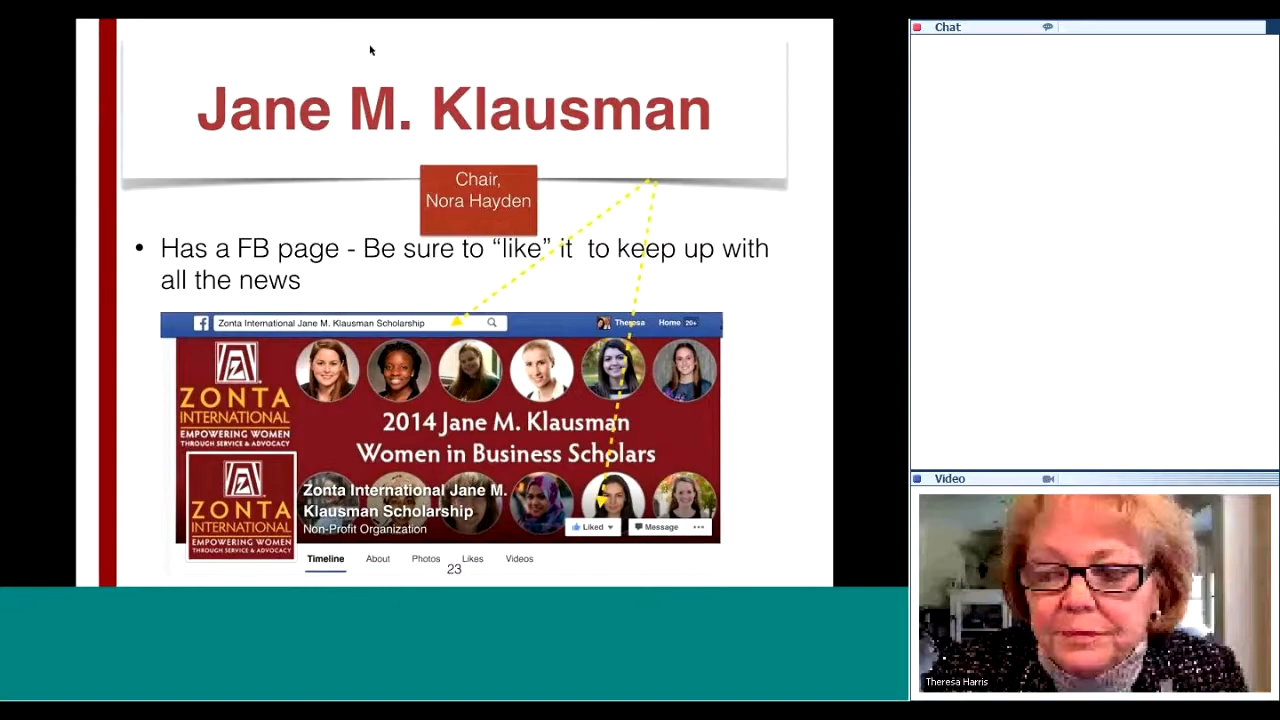 Chat
Jane M. Klausman
Chair,
Nora Hayden
• Has a FB page - Be sure to “like” it to keep up with
all the news
f Zonta International Jane M. Klausman Scholarship
Theresa Home 26+
ZONTA
INTERNATIONAL
EMPOWERING WOMEN
THROUGH SERVICE & ADVOCACY
2014 Jane M. Klausman
Women in Business Scholars
ZONTA
INTERNATIONAL
EMPOWERING WOMEN
THROUGH SERVICE & ADVOCACY
Zonta International Jane M.
Klausman Scholarship
Non-Profit Organization
Liked Message •••
Timeline About Photos Likes Videos
23
Video
Theresa Harris